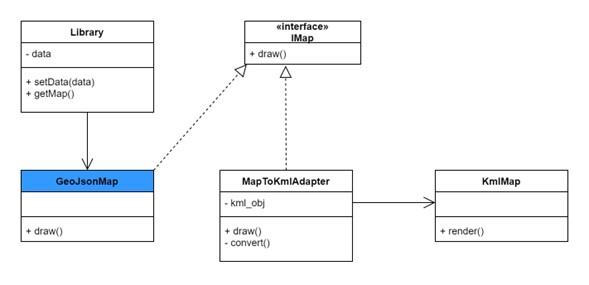 Library
- data
+ setData(data)
+ getMap()
«interface»
IMap
+ draw()
GeoJsonMap
+ draw()
MapToKmlAdapter
- kml_obj
+ draw()
- convert()
KmlMap
+ render()